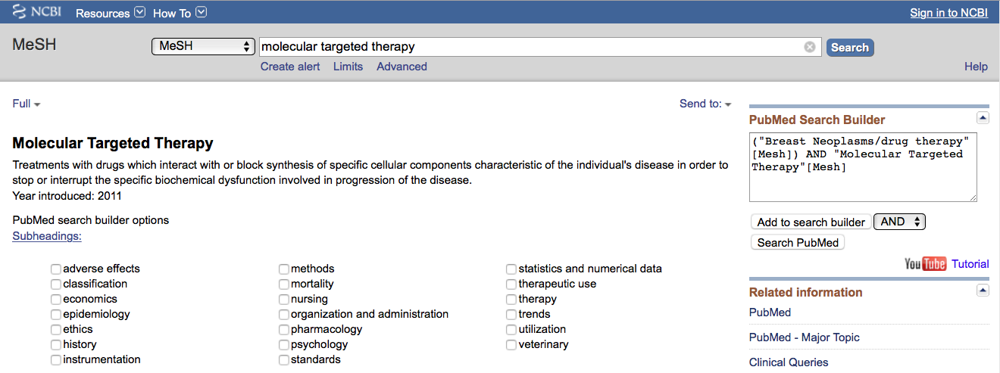 NCBI Resources How To Sign in to NCBI
MeSH MeSH molecular targeted therapy Search
Create alert Limits Advanced Help
Full Send to:
PubMed Search Builder
("Breast Neoplasms/drug therapy"
[Mesh]) AND "Molecular Targeted
Therapy"[Mesh]
Add to search builder AND
Search PubMed
You Tube Tutorial
Molecular Targeted Therapy
Treatments with drugs which interact with or block synthesis of specific cellular components characteristic of the individual's disease in order to
stop or interrupt the specific biochemical dysfunction involved in progression of the disease.
Year introduced: 2011
PubMed search builder options
Subheadings:
adverse effects
classification
economics
epidemiology
ethics
history
instrumentation
methods
mortality
nursing
organization and administration
pharmacology
psychology
standards
statistics and numerical data
therapeutic use
therapy
trends
utilization
veterinary
Related information
PubMed
PubMed - Major Topic
Clinical Queries